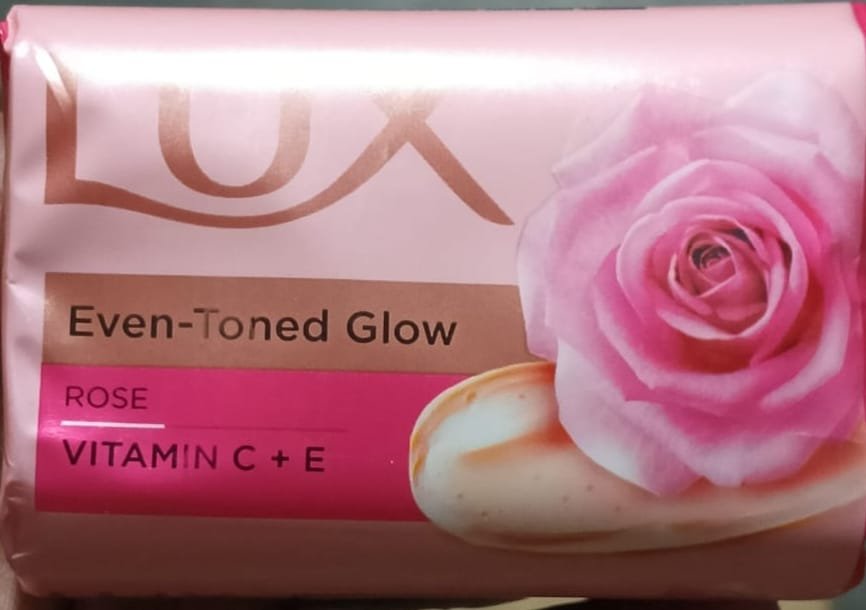 LUX
Even-Toned Glow
ROSE
VITAMIN C + E